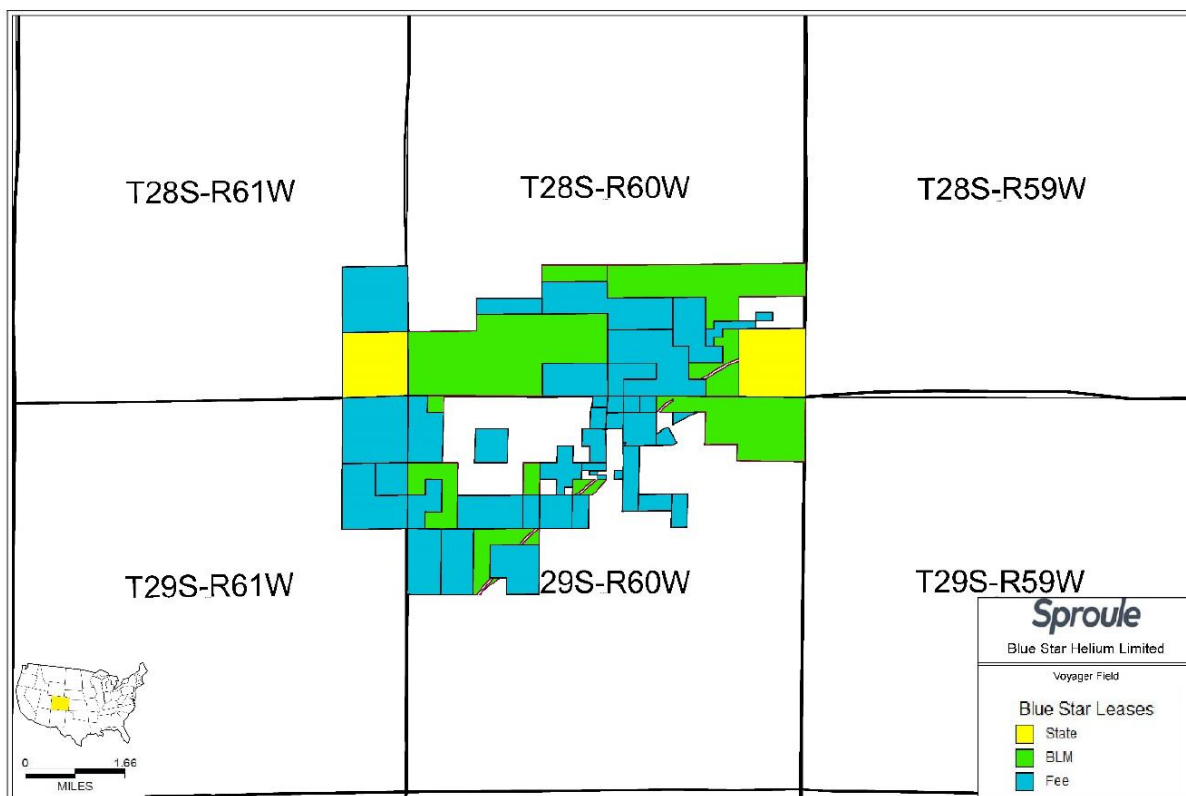 T28S-R61W
T28S-R60W
T28S-R59W
T29S-R61W
29S-R60W
T29S-R59W
Sproule
Blue Star Helium Limited
Voyager Field
Blue Star Leases
State
BLM
Fee
0 1.66
MILES